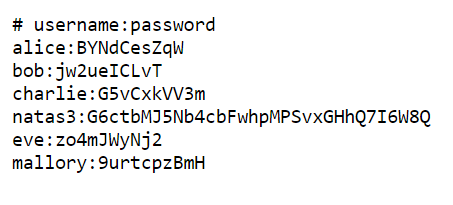 # username:password
alice:BYNdCesZqW
bob:jw2ueICLvT
charlie:G5vCxkVV3m
natas3:G6ctbMJ5Nb4cbFwhpMPSvxGHhQ7I6W8Q
eve:zo4mJWyNj2
mallory:9urtcpzBmH